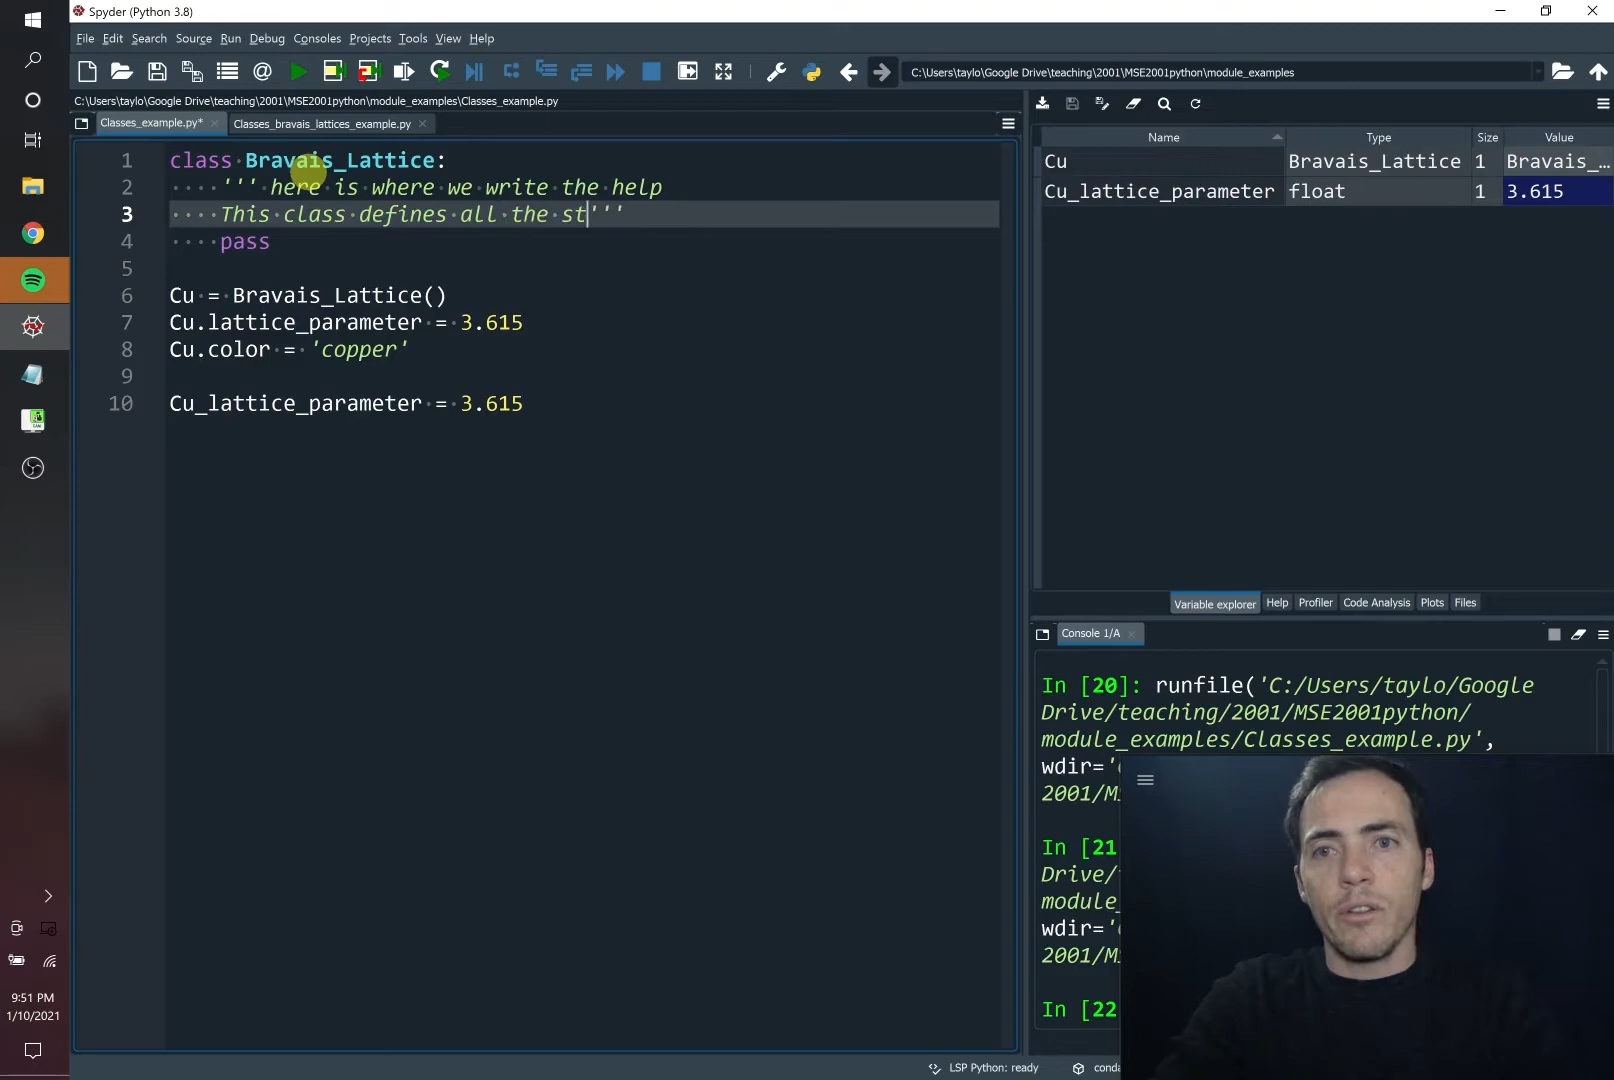 Spyder (Python 3.8)
File Edit Search Source Run Debug Consoles Projects Tools View Help
C:\Users\taylo\Google Drive\teaching\2001\MSE2001python\module_examples
C:\Users\taylo\Google Drive\teaching\2001\MSE2001python\module_examples\Classes_example.py
Classes_example.py* Classes_bravais_lattices_example.py
1 class Bravais_Lattice:
2 ''' here is where we write the help
3 This class defines all the st'''
4 pass
5
6 Cu = Bravais_Lattice()
7 Cu.lattice_parameter = 3.615
8 Cu.color = 'copper'
9
10 Cu_lattice_parameter = 3.615
Name Type Size Value
Cu Bravais_Lattice 1 Bravais_...
Cu_lattice_parameter float 1 3.615
Variable explorer Help Profiler Code Analysis Plots Files
Console 1/A
In [20]: runfile('C:/Users/taylo/Google
Drive/teaching/2001/MSE2001python/
module_examples/Classes_example.py',
wdir='
2001/M
In [21
Drive/
module_
wdir='
2001/M
In [22
9:51 PM
1/10/2021
LSP Python: ready
conda